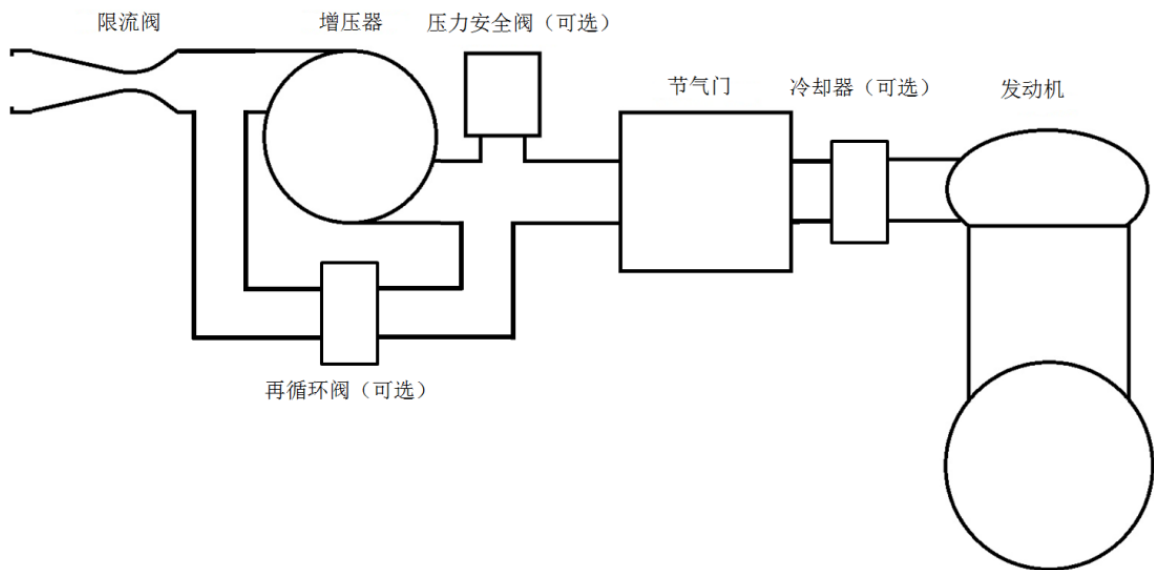 限流阀
增压器
压力安全阀（可选）
节气门
冷却器（可选）
发动机
再循环阀（可选）